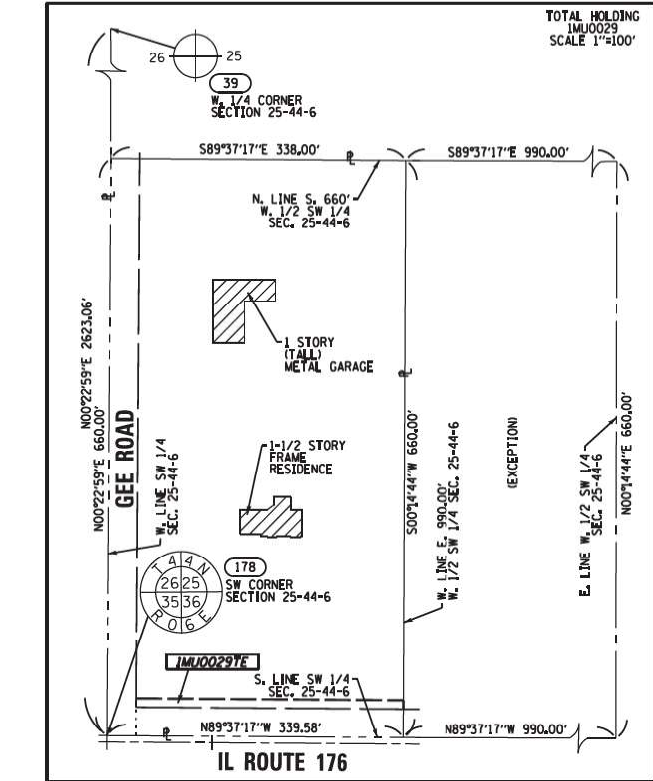 TOTAL HOLDING
1MU0029
SCALE 1"=100'
26
25
39
W. 1/4 CORNER
SECTION 25-44-6
S89°37'17"E 338.00'
PL
S89°37'17"E 990.00'
PL
N. LINE S. 660'
W. 1/2 SW 1/4
SEC. 25-44-6
1 STORY
(TALL)
METAL GARAGE
N00°22'59"E 2623.06'
N00°22'59"E 660.00'
GEE ROAD
W. LINE SW 1/4
SEC. 25-44-6
1-1/2 STORY
FRAME
RESIDENCE
PL
S00°14'44"W 660.00'
W. LINE E. 990.00'
W. 1/2 SW 1/4 SEC. 25-44-6
(EXCEPTION)
E. LINE W. 1/2 SW 1/4
SEC. 25-44-6
N00°14'44"E 660.00'
T44N
26 25
35 36
R06E
178
SW CORNER
SECTION 25-44-6
1MU0029TE
S. LINE SW 1/4
SEC. 25-44-6
PL
N89°37'17"W 339.58'
N89°37'17"W 990.00'
IL ROUTE 176